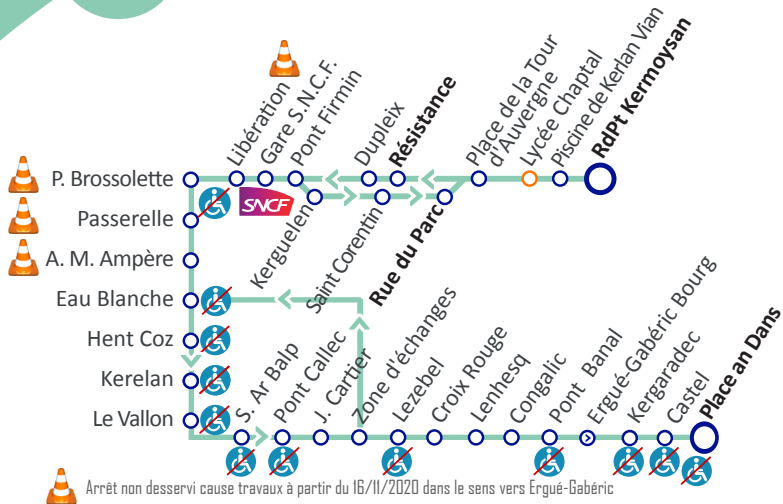 Libération
Gare S.N.C.F.
Pont Firmin
Dupleix
Résistance
Place de la Tour
d'Auvergne
Lycée Chaptal
Piscine de Kerlan Vian
RdPt Kermoysan
P. Brossolette
SNCF
Kerguelen
Saint Corentin
Rue du Parc
Passerelle
A. M. Ampère
Eau Blanche
Hent Coz
Kerelan
Le Vallon
S. Ar Balp
Pont Callec
J. Cartier
Zone d'échanges
Lezebel
Croix Rouge
Lenhesq
Congalic
Pont Banal
Ergué-Gabéric Bourg
Kergaradec
Castel
Place an Dans
Arrêt non desservi cause travaux à partir du 16/11/2020 dans le sens vers Ergué-Gabéric